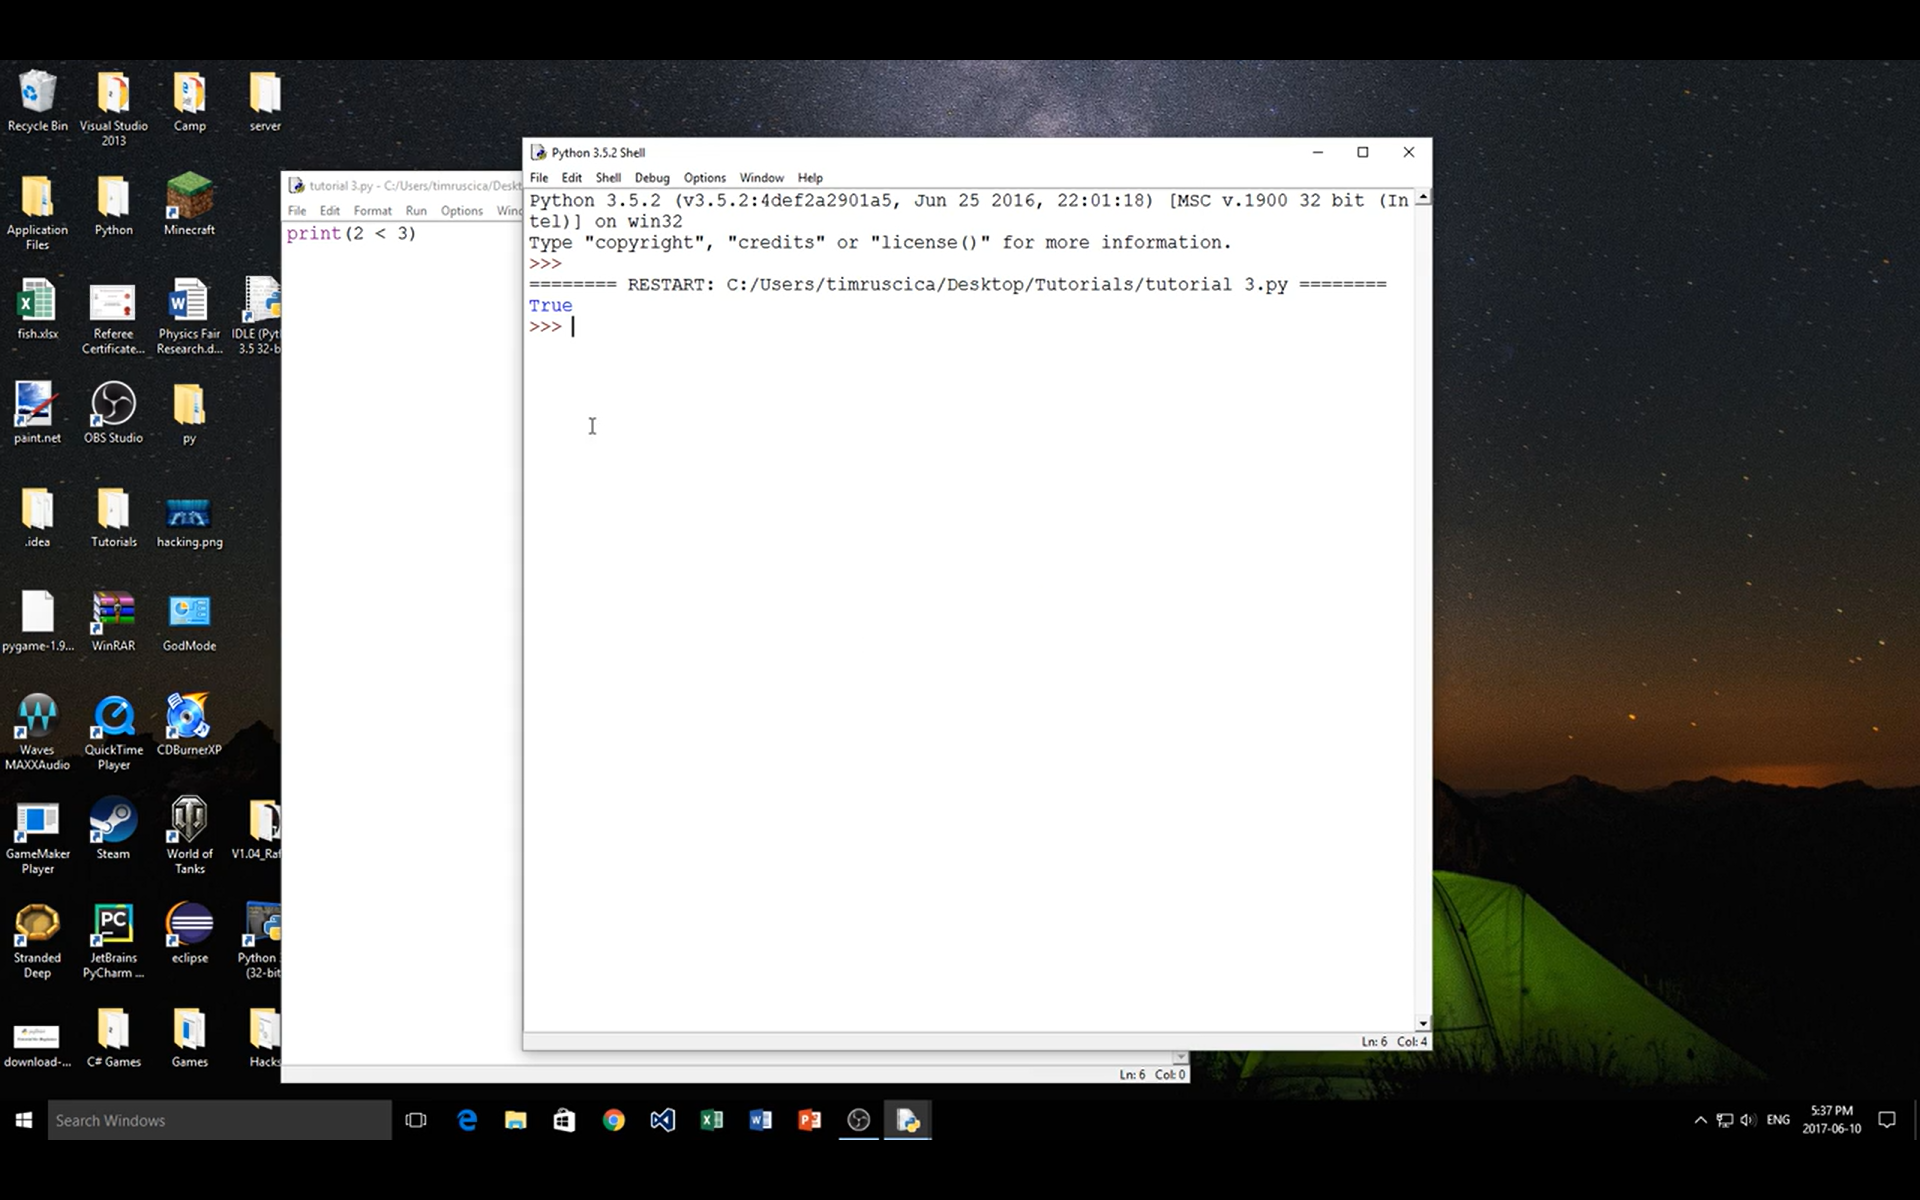 Recycle Bin
Visual Studio
2013
Camp
server
Application
Files
Python
Minecraft
fish.xlsx
Referee
Certificate...
Physics Fair
Research.d...
IDLE (Pyt
3.5 32-b
paint.net
OBS Studio
py
.idea
Tutorials
hacking.png
pygame-1.9...
WinRAR
GodMode
Waves
MAXXAudio
QuickTime
Player
CDBurnerXP
GameMaker
Player
Steam
World of
Tanks
V1.04_Raf
Stranded
Deep
JetBrains
PyCharm ...
eclipse
Python
(32-bit
download-...
C# Games
Games
Hacks
tutorial 3.py - C:/Users/timruscica/Deskt
File Edit Format Run Options Wind
print(2 < 3)
Ln: 6 Col: 0
Python 3.5.2 Shell
File Edit Shell Debug Options Window Help
Python 3.5.2 (v3.5.2:4def2a2901a5, Jun 25 2016, 22:01:18) [MSC v.1900 32 bit (In
tel)] on win32
Type "copyright", "credits" or "license()" for more information.
>>>
======== RESTART: C:/Users/timruscica/Desktop/Tutorials/tutorial 3.py ========
True
>>>
Ln: 6 Col: 4
Search Windows
ENG
5:37 PM
2017-06-10